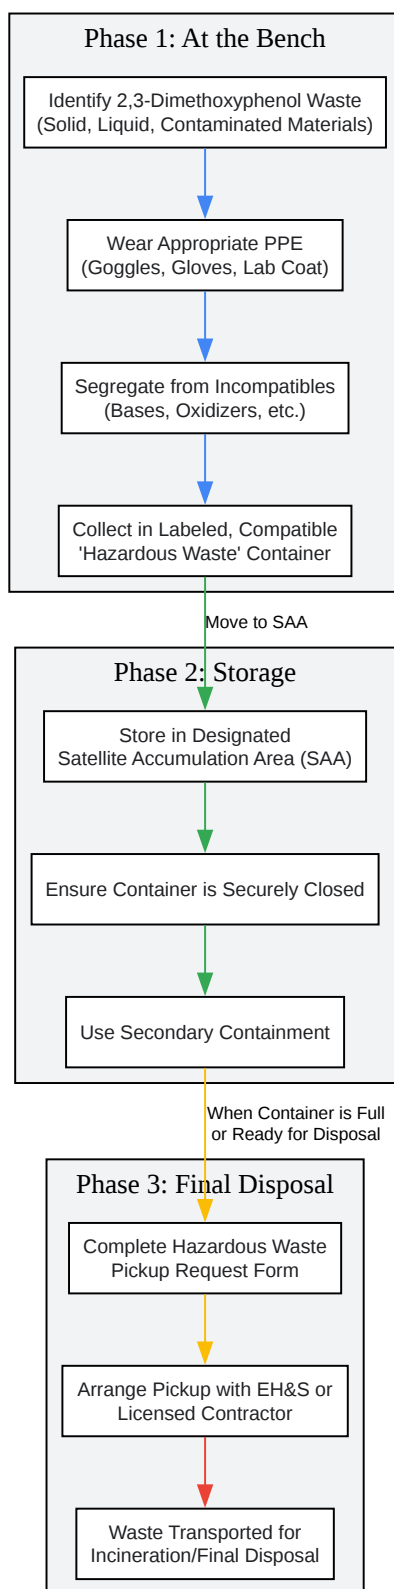 Phase 1: At the Bench
Identify 2,3-Dimethoxyphenol Waste
(Solid, Liquid, Contaminated Materials)
Wear Appropriate PPE
(Goggles, Gloves, Lab Coat)
Segregate from Incompatibles
(Bases, Oxidizers, etc.)
Collect in Labeled, Compatible
'Hazardous Waste' Container
Move to SAA
Phase 2: Storage
Store in Designated
Satellite Accumulation Area (SAA)
Ensure Container is Securely Closed
Use Secondary Containment
When Container is Full
or Ready for Disposal
Phase 3: Final Disposal
Complete Hazardous Waste
Pickup Request Form
Arrange Pickup with EH&S or
Licensed Contractor
Waste Transported for
Incineration/Final Disposal